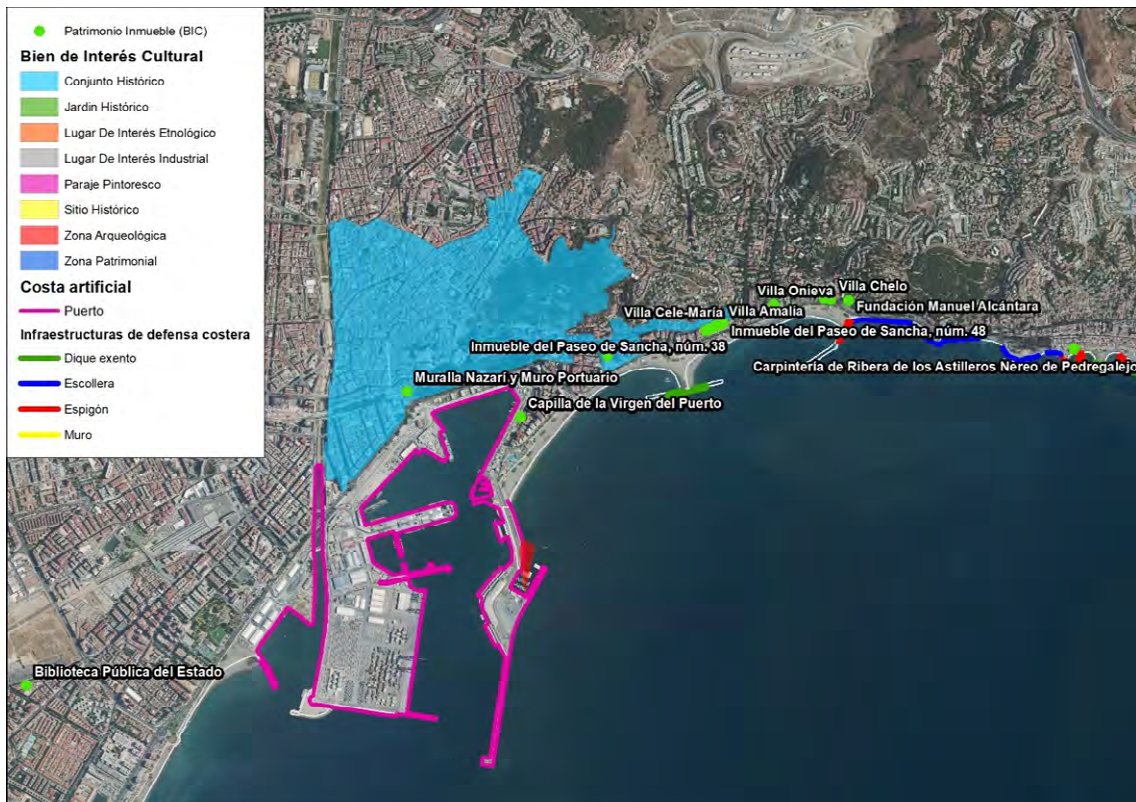 Patrimonio Inmueble (BIC)
Bien de Interés Cultural
Conjunto Histórico
Jardin Histórico
Lugar De Interés Etnológico
Lugar De Interés Industrial
Paraje Pintoresco
Sitio Histórico
Zona Arqueológica
Zona Patrimonial
Costa artificial
Puerto
Infraestructuras de defensa costera
Dique exento
Escollera
Espigón
Muro
Villa Onieva
Villa Chelo
Villa Cele-María
Villa Amalia
Fundación Manuel Alcántara
Inmueble del Paseo de Sancha, núm. 48
Inmueble del Paseo de Sancha, núm. 38
Carpintería de Ribera de los Astilleros Nereo de Pedregalejo
Muralla Nazarí y Muro Portuario
Capilla de la Virgen del Puerto
Biblioteca Pública del Estado